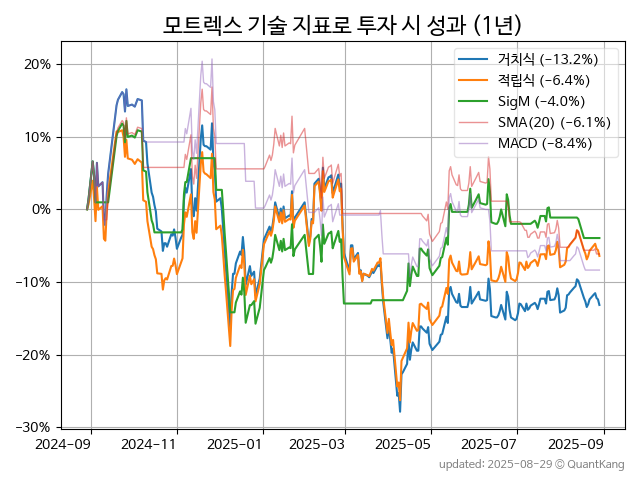 모트렉스 기술 지표로 투자 시 성과 (1년)
거치식 (−13.2%)
적립식 (−6.4%)
SigM (−4.0%)
SMA(20) (−6.1%)
MACD (−8.4%)
20%
10%
0%
−10%
−20%
−30%
2024-09 2024-11 2025-01 2025-03 2025-05 2025-07 2025-09
updated: 2025-08-29 © QuantKang